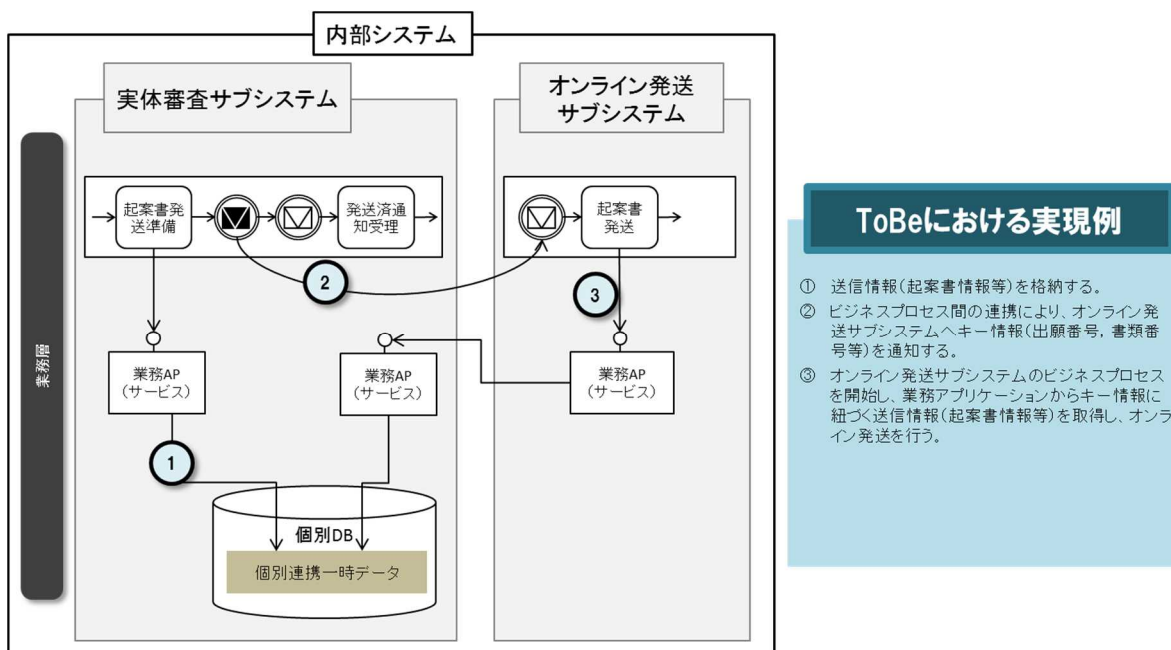 内部システム
実体審査サブシステム
オンライン発送
サブシステム
業務層
起案書発
送準備
発送済通
知受理
起案書
発送
2
3
業務AP
(サービス)
業務AP
(サービス)
業務AP
(サービス)
1
個別DB
個別連携一時データ
ToBeにおける実現例
① 送信情報(起案書情報等)を格納する。
② ビジネスプロセス間の連携により、オンライン発
送サブシステムへキー情報(出願番号,書類番
号等)を通知する。
③ オンライン発送サブシステムのビジネスプロセス
を開始し、業務アプリケーションからキー情報に
紐づく送信情報(起案書情報等)を取得し、オンラ
イン発送を行う。